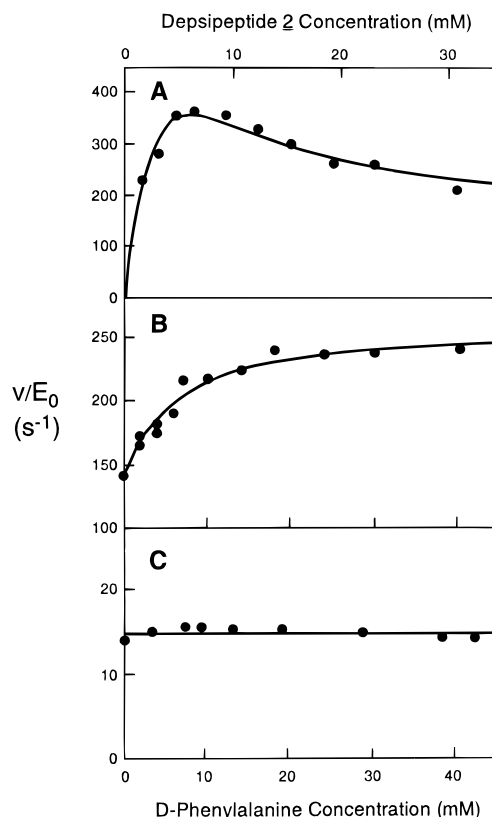 Depsipeptide 2 Concentration (mM)
0 10 20 30
A
400
300
200
100
0
B
250
200
150
100
v/E0
(s-1)
C
20
10
0
0 10 20 30 40
D-Phenylalanine Concentration (mM)